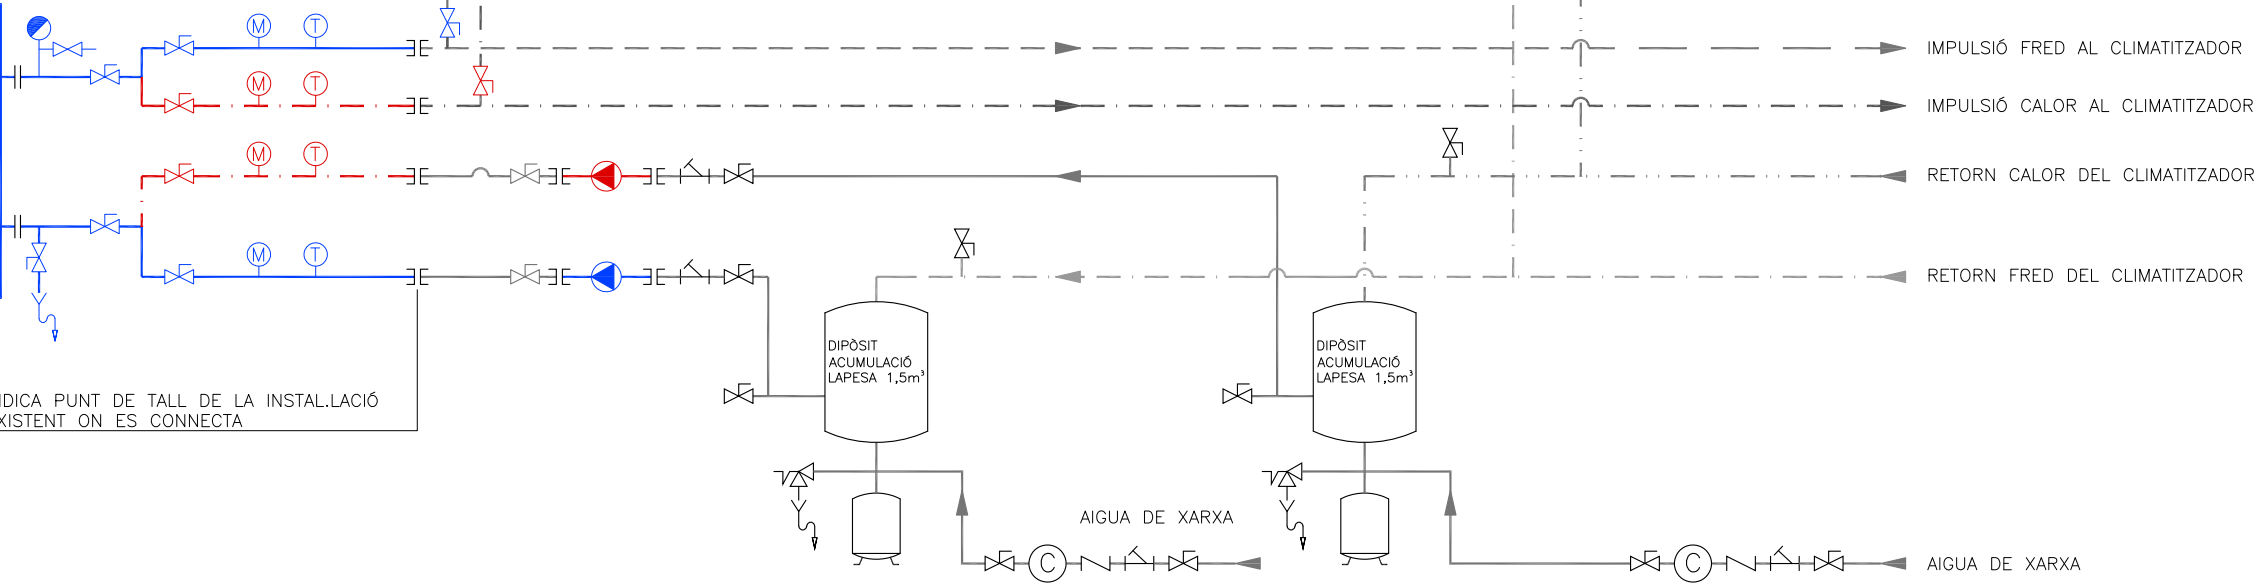 M T
IMPULSIÓ FRED AL CLIMATITZADOR
M T
IMPULSIÓ CALOR AL CLIMATITZADOR
M T
RETORN CALOR DEL CLIMATITZADOR
M T
RETORN FRED DEL CLIMATITZADOR
DIPÒSIT
ACUMULACIÓ
LAPESA 1,5m³
DIPÒSIT
ACUMULACIÓ
LAPESA 1,5m³
NDICA PUNT DE TALL DE LA INSTAL.LACIÓ
XISTENT ON ES CONNECTA
AIGUA DE XARXA
C
C
AIGUA DE XARXA